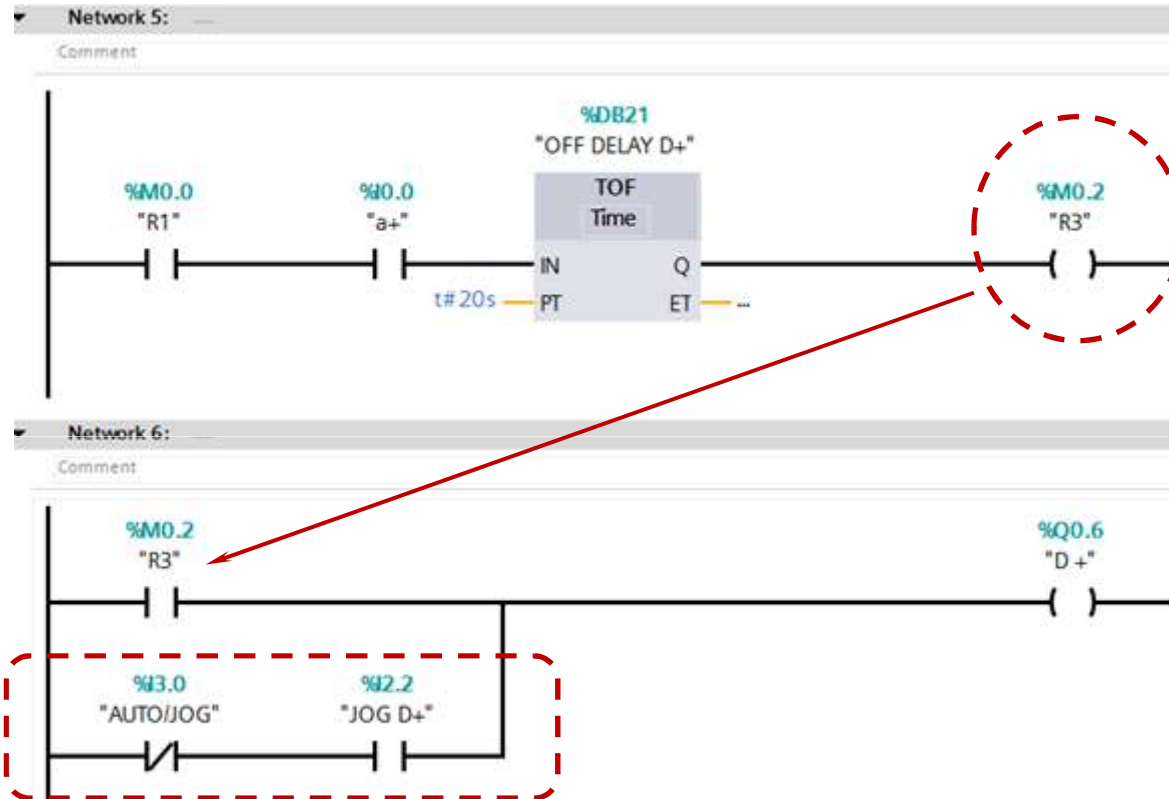 Network 5: ....
Comment
%DB21
"OFF DELAY D+"
%M0.0
%I0.0
TOF
%M0.2
"R1"
"a+"
Time
"R3"
IN
Q
t#20s
PT
ET
...
Network 6: ....
Comment
%M0.2
%Q0.6
"R3"
"D +"
%I3.0
%I2.2
"AUTO/JOG"
"JOG D+"